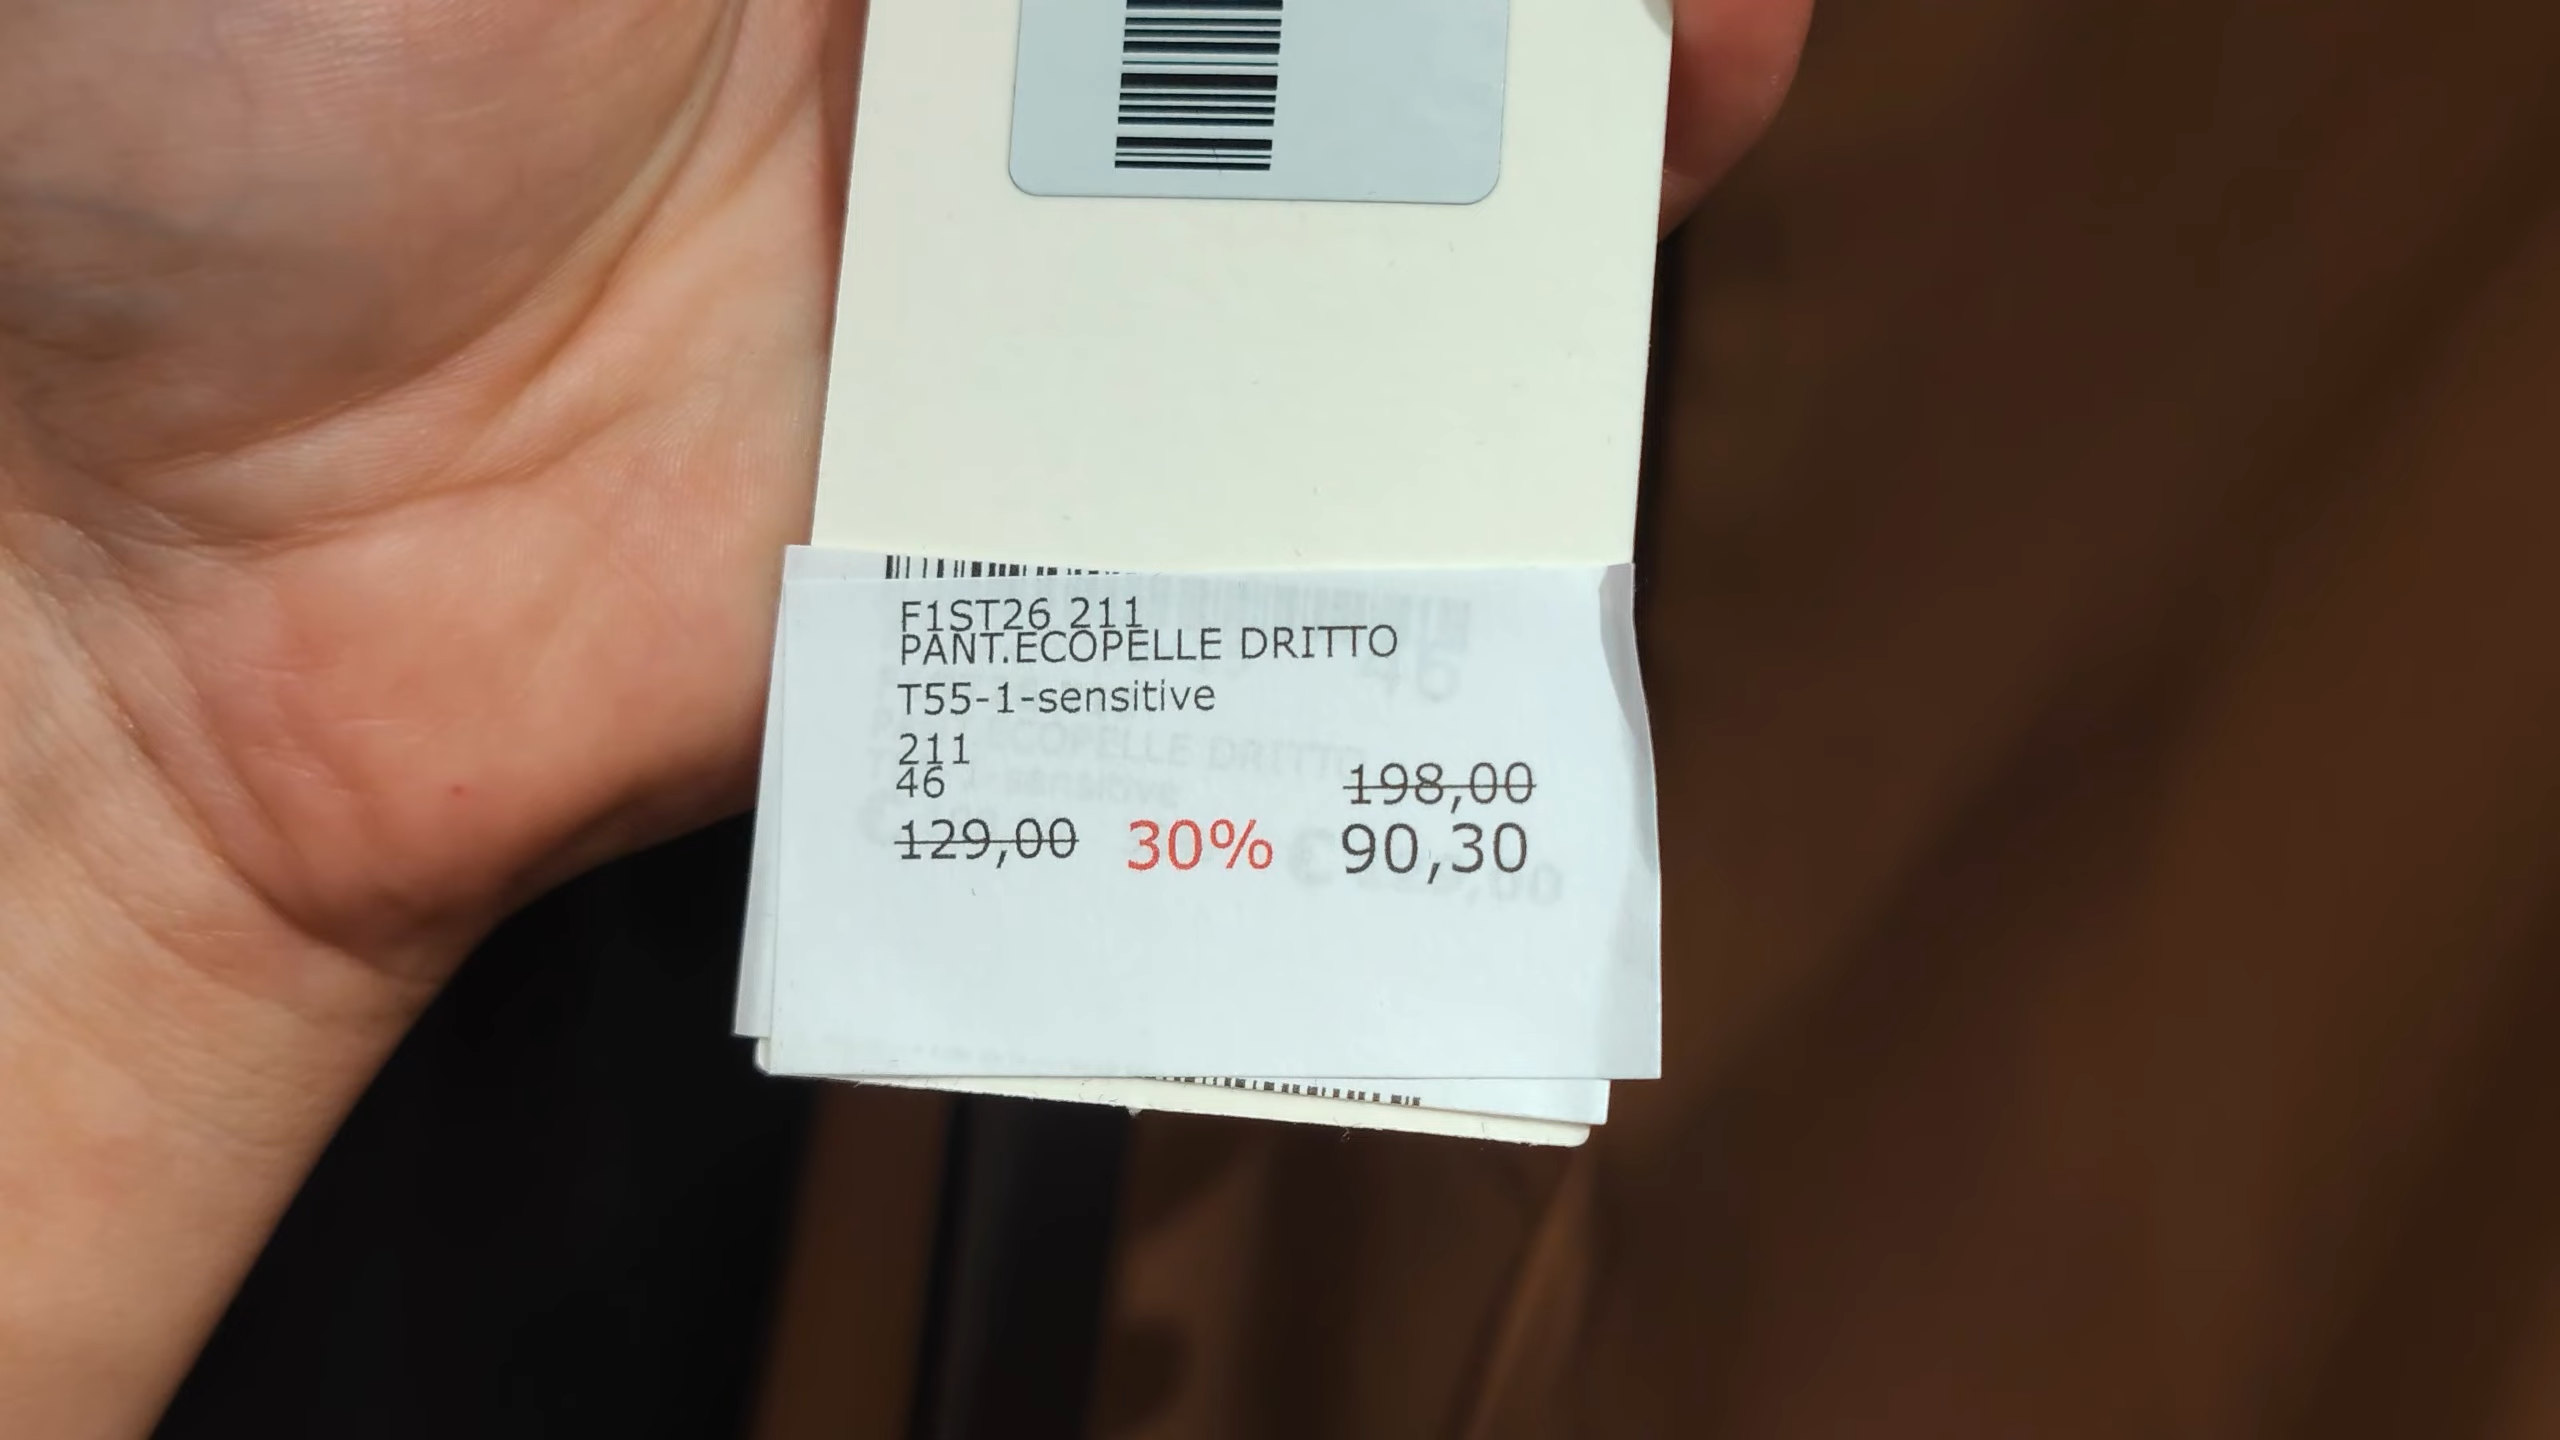 F1ST26 211
PANT.ECOPELLE DRITTO
T55-1-sensitive
211
46
198,00
129,00 30% 90,30